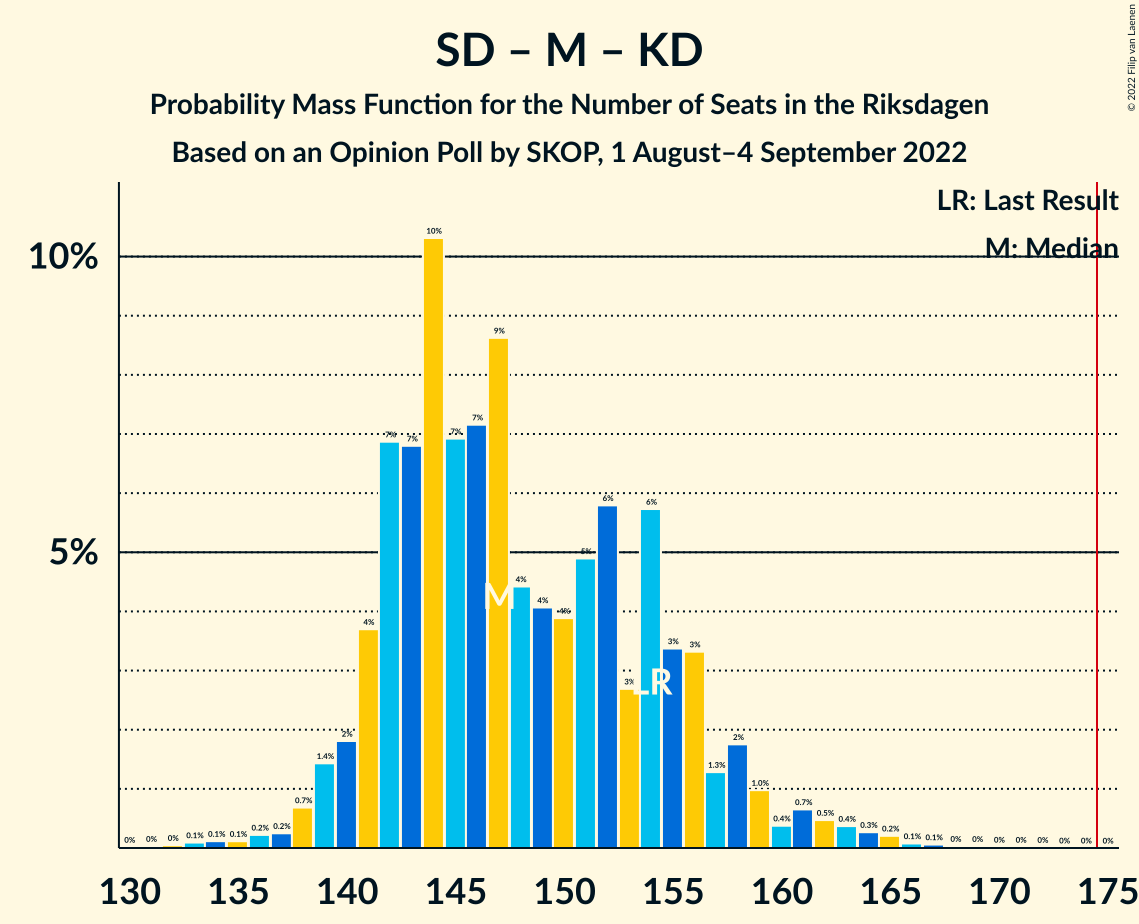 SD – M – KD
Probability Mass Function for the Number of Seats in the Riksdagen
Based on an Opinion Poll by SKOP, 1 August–4 September 2022
© 2022 Filip van Laenen
LR: Last Result
M: Median
10%
5%
0% 0% 0% 0.1% 0.1% 0.1% 0.2% 0.2% 0.7% 1.4% 2% 4% 7% 7% 10% 7% 7% 9% 4% 4% 4% 5% 6% 3% 6% 3% 3% 1.3% 2% 1.0% 0.4% 0.7% 0.5% 0.4% 0.3% 0.2% 0.1% 0.1% 0% 0% 0% 0% 0% 0% 0% 0%
M
LR
130 135 140 145 150 155 160 165 170 175